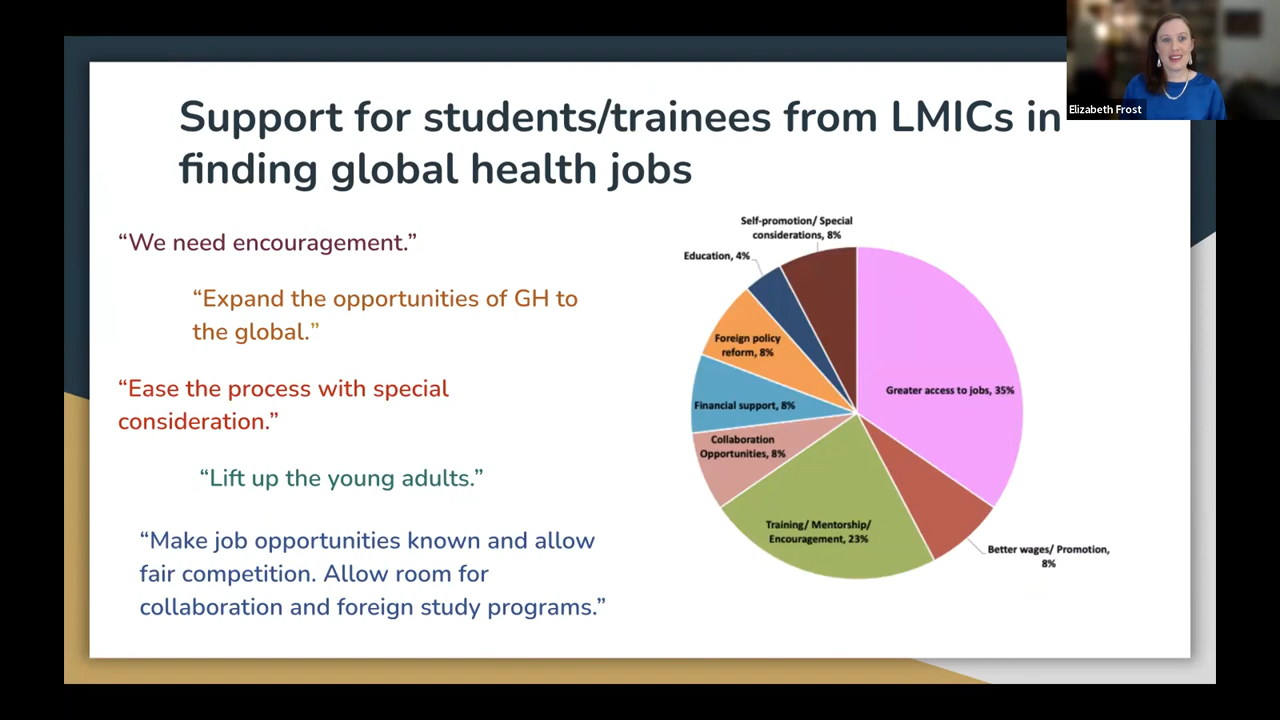 Elizabeth Frost
Support for students/trainees from LMICs in
finding global health jobs
“We need encouragement.”
“Expand the opportunities of GH to
the global.”
“Ease the process with special
consideration.”
“Lift up the young adults.”
“Make job opportunities known and allow
fair competition. Allow room for
collaboration and foreign study programs.”
Self-promotion/ Special
considerations, 8%
Education, 4%
Foreign policy
reform, 8%
Financial support, 8%
Collaboration
Opportunities, 8%
Training/ Mentorship/
Encouragement, 23%
Greater access to jobs, 35%
Better wages/ Promotion,
8%